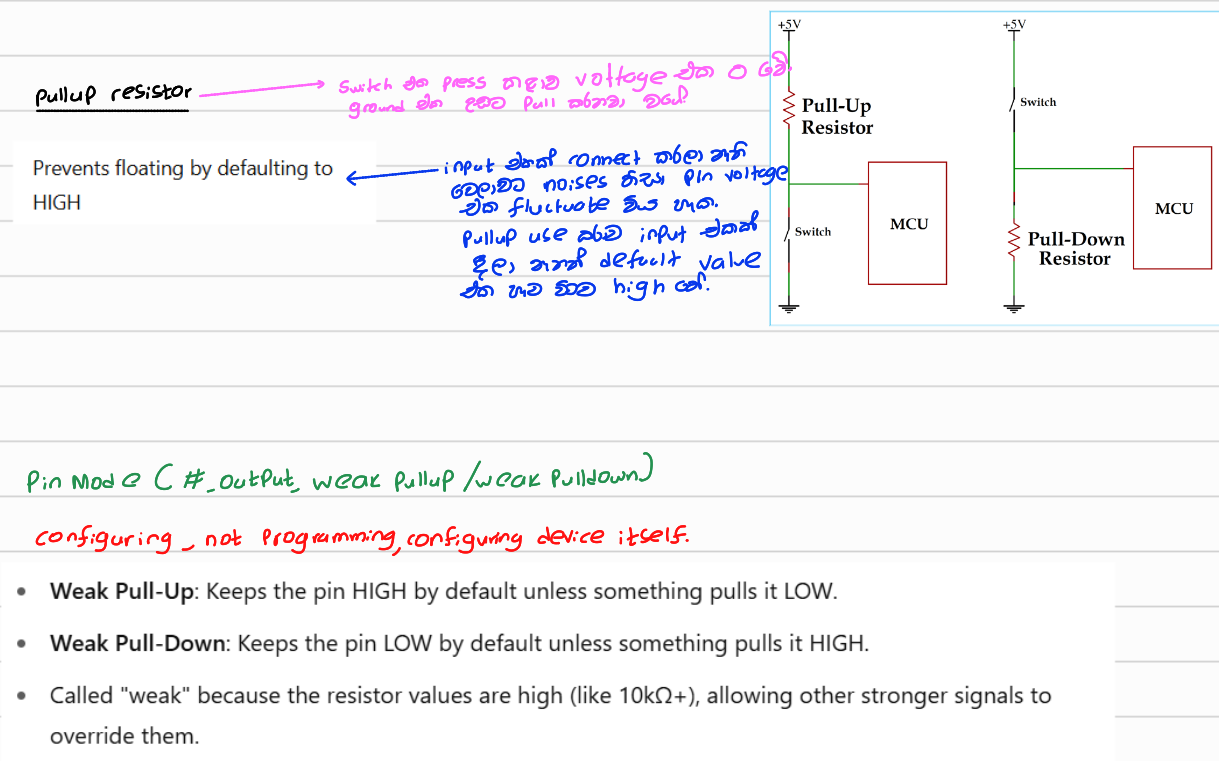 Pullup resistor
Switch එක press කළාම voltage එක 0 වේ.
ground එක දසට Pull කරනවා වගේ
Prevents floating by defaulting to
HIGH
input එකක් connect කරලා නැති
වෙලාවට noises නිසා pin voltage
එක fluctuate විය හැක.
Pullup use කරම input එකක්
දීලා නැත්නම් default value
එක හැම විටම high
+5V
Pull-Up
Resistor
Switch
MCU
+5V
Switch
Pull-Down
Resistor
MCU
Pin Mode ( #_output_ weak pullup /weak Pulldown)
configuring_ not Programming, configuring device itself.
• Weak Pull-Up: Keeps the pin HIGH by default unless something pulls it LOW.
• Weak Pull-Down: Keeps the pin LOW by default unless something pulls it HIGH.
• Called "weak" because the resistor values are high (like 10kΩ+), allowing other stronger signals to
override them.